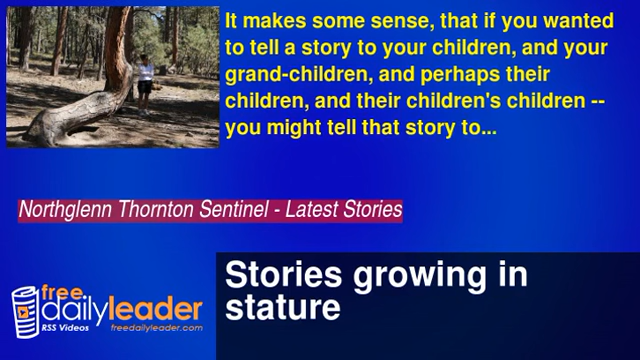 It makes some sense, that if you wanted
to tell a story to your children, and your
grand-children, and perhaps their
children, and their children's children --
you might tell that story to...
Northglenn Thornton Sentinel - Latest Stories
Stories growing in
stature
free
dailyleader
RSS Videos freedailyleader.com